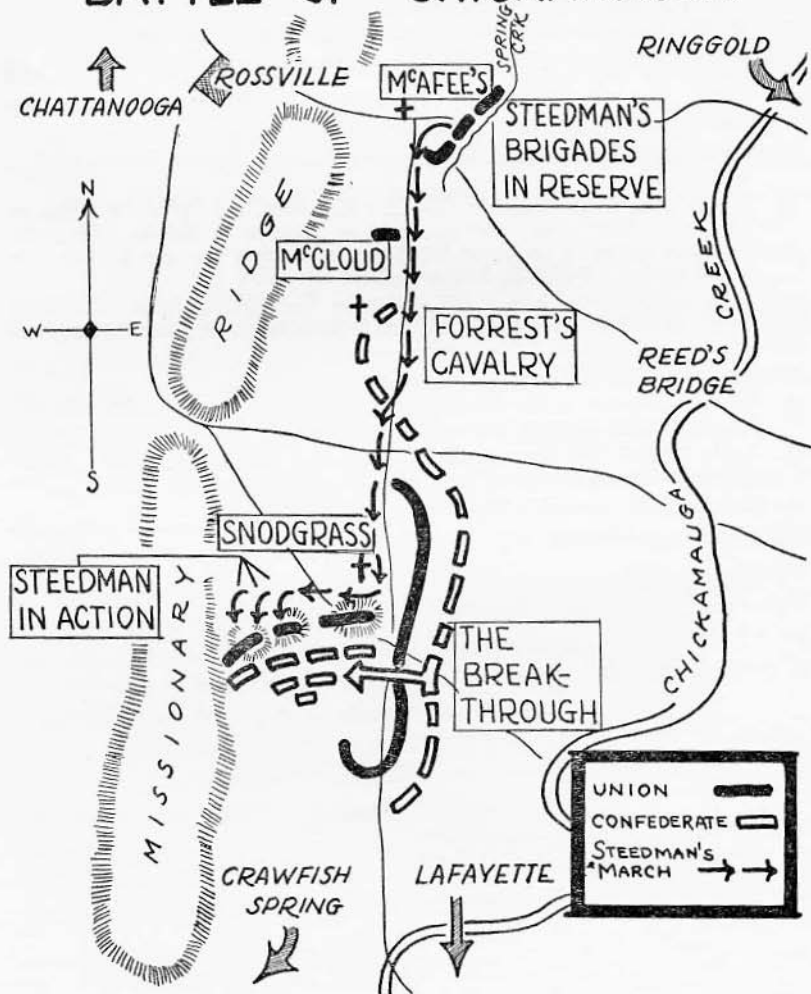 SPRING
CRK
RINGGOLD
ROSSVILLE
McAFEE'S
CHATTANOOGA
STEEDMAN'S
BRIGADES
IN RESERVE
N
W
E
S
RIDGE
McCLOUD
CREEK
FORREST'S
CAVALRY
REED'S
BRIDGE
SNODGRASS
STEEDMAN
IN ACTION
CHICKAMAUGA
THE
BREAK-
THROUGH
MISSIONARY
UNION
CONFEDERATE
STEEDMAN'S
MARCH
CRAWFISH
SPRING
LAFAYETTE